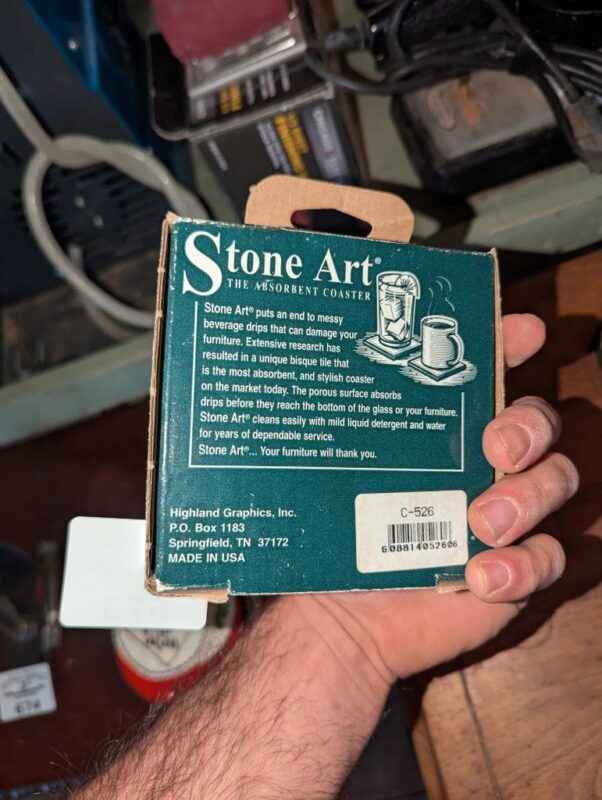 Stone Art®
THE ABSORBENT COASTER
Stone Art® puts an end to messy
beverage drips that can damage your
furniture. Extensive research has
resulted in a unique bisque tile that
is the most absorbent, and stylish coaster
on the market today. The porous surface absorbs
drips before they reach the bottom of the glass or your furniture.
Stone Art® cleans easily with mild liquid detergent and water
for years of dependable service.
Stone Art®... Your furniture will thank you.
Highland Graphics, Inc.
P.O. Box 1183
Springfield, TN 37172
MADE IN USA
C-526
608814052606
674